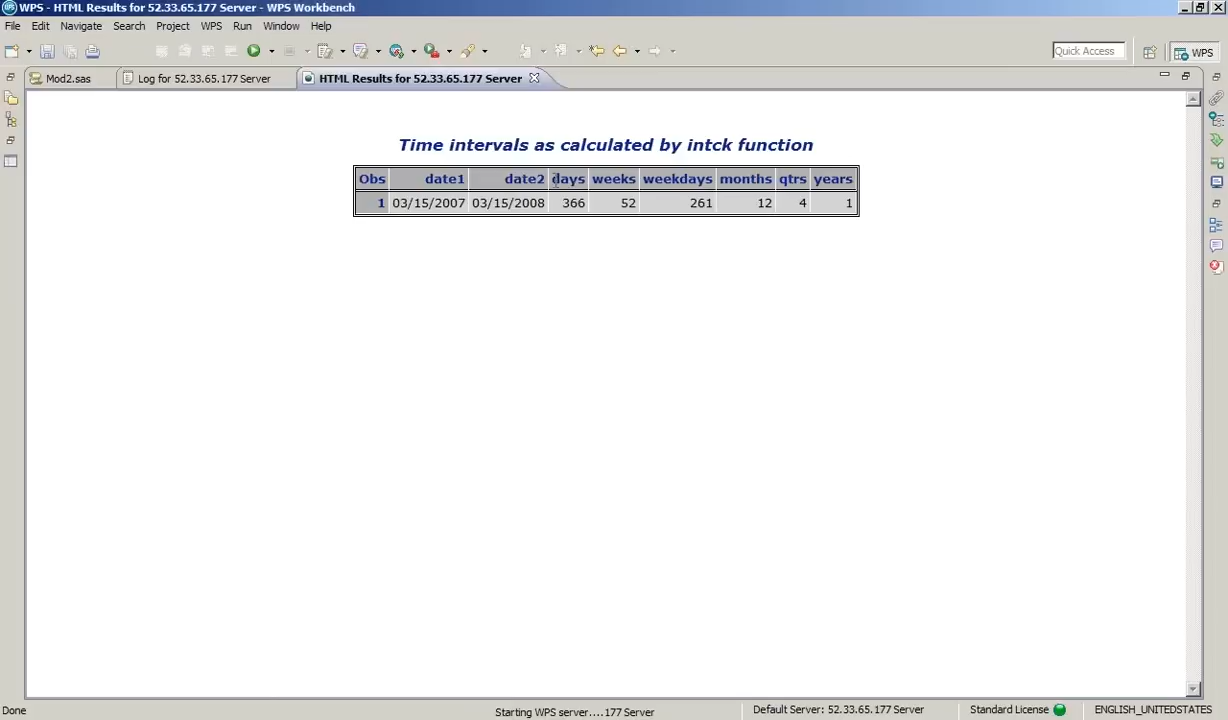 WPS - HTML Results for 52.33.65.177 Server - WPS Workbench
File Edit Navigate Search Project WPS Run Window Help
Quick Access WPS
Mod2.sas Log for 52.33.65.177 Server HTML Results for 52.33.65.177 Server
Time intervals as calculated by intck function
Obs date1 date2 days weeks weekdays months qtrs years
1 03/15/2007 03/15/2008 366 52 261 12 4 1
Done Starting WPS server....177 Server Default Server: 52.33.65.177 Server Standard License ENGLISH_UNITEDSTATES